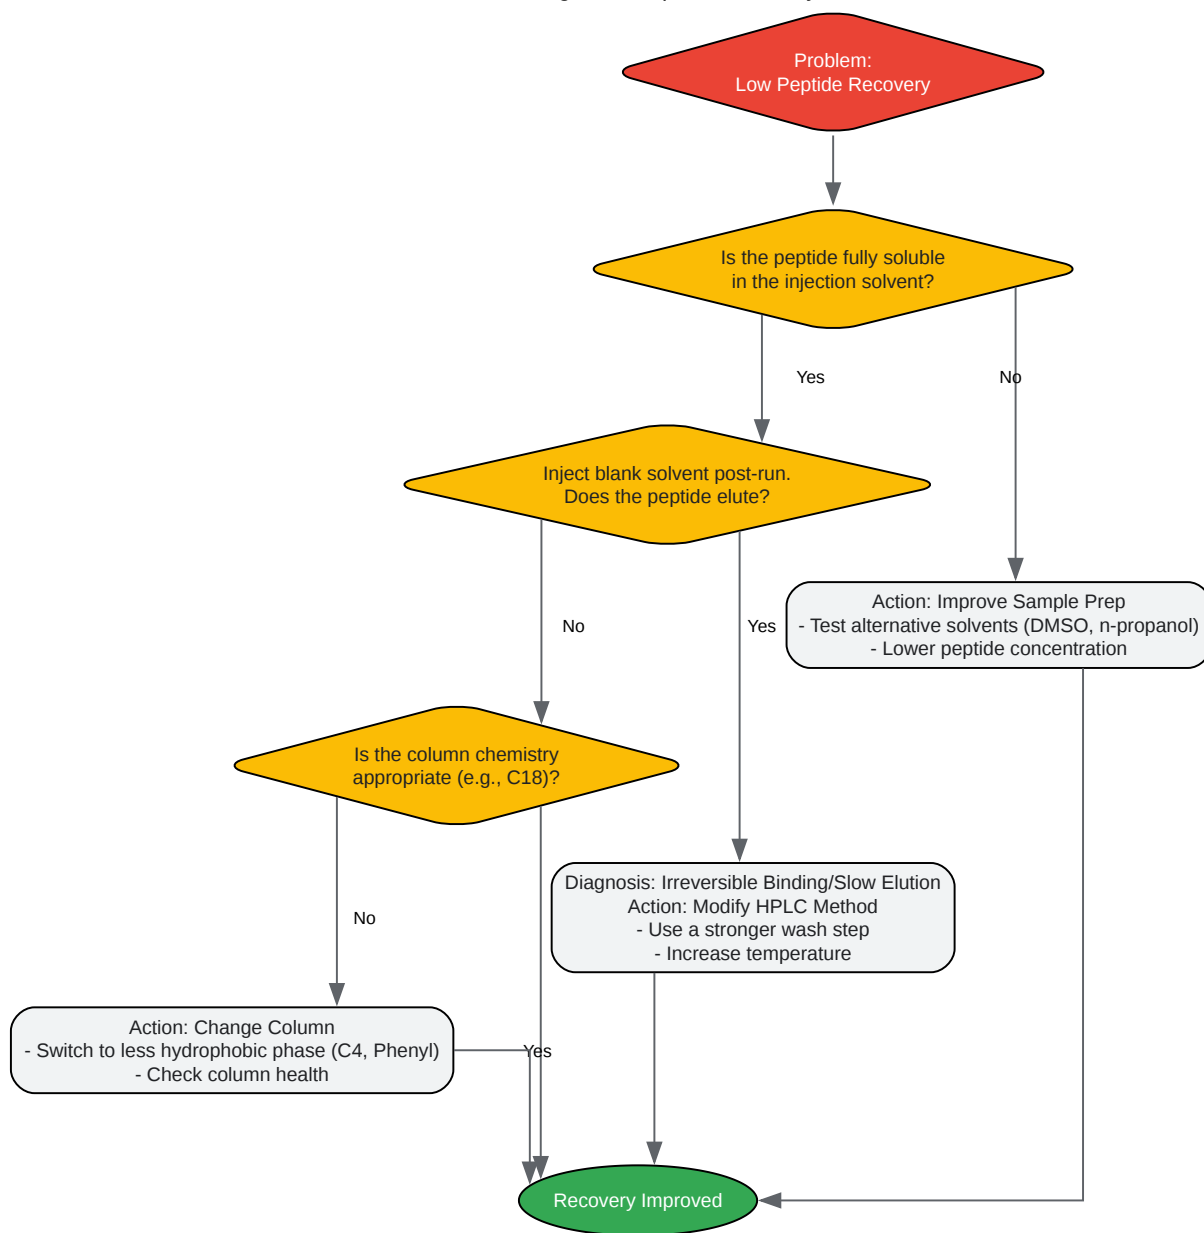 Problem:
Low Peptide Recovery
Is the peptide fully soluble
in the injection solvent?
Yes
No
Inject blank solvent post-run.
Does the peptide elute?
No
Yes
Action: Improve Sample Prep
- Test alternative solvents (DMSO, n-propanol)
- Lower peptide concentration
Is the column chemistry
appropriate (e.g., C18)?
Diagnosis: Irreversible Binding/Slow Elution
Action: Modify HPLC Method
- Use a stronger wash step
- Increase temperature
No
Action: Change Column
- Switch to less hydrophobic phase (C4, Phenyl)
- Check column health
Yes
Recovery Improved